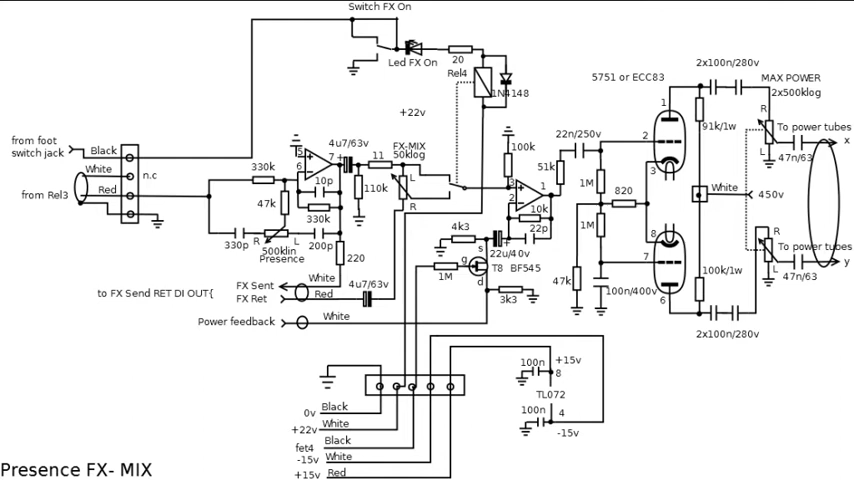 Switch FX On
Led FX On
20
Rel4
1N4148
+22v
2x100n/280v
5751 or ECC83
MAX POWER
2x500klog
1
R
91k/1w
To power tubes
x
L
47n/63
2
3
from foot
switch jack
Black
White
n.c
from Rel3
Red
330k
47k
330p
R
L
500klin
Presence
200p
5
6
7
+
-
10p
330k
4u7/63v
11
110k
FX-MIX
50klog
L
R
220
100k
3
2
1
+
-
10k
22p
51k
22n/250v
1M
820
1M
White
450v
8
7
6
47k
100n/400v
100k/1w
R
To power tubes
L
47n/63
y
2x100n/280v
4k3
22u/40v
+
s
g
d
T8 BF545
1M
3k3
to FX Send RET DI OUT{
FX Sent
White
FX Ret
Red
4u7/63v
Power feedback
White
100n
+15v
8
TL072
100n
4
-15v
0v
Black
+22v
White
fet4
Black
-15v
White
+15v
Red
Presence FX- MIX